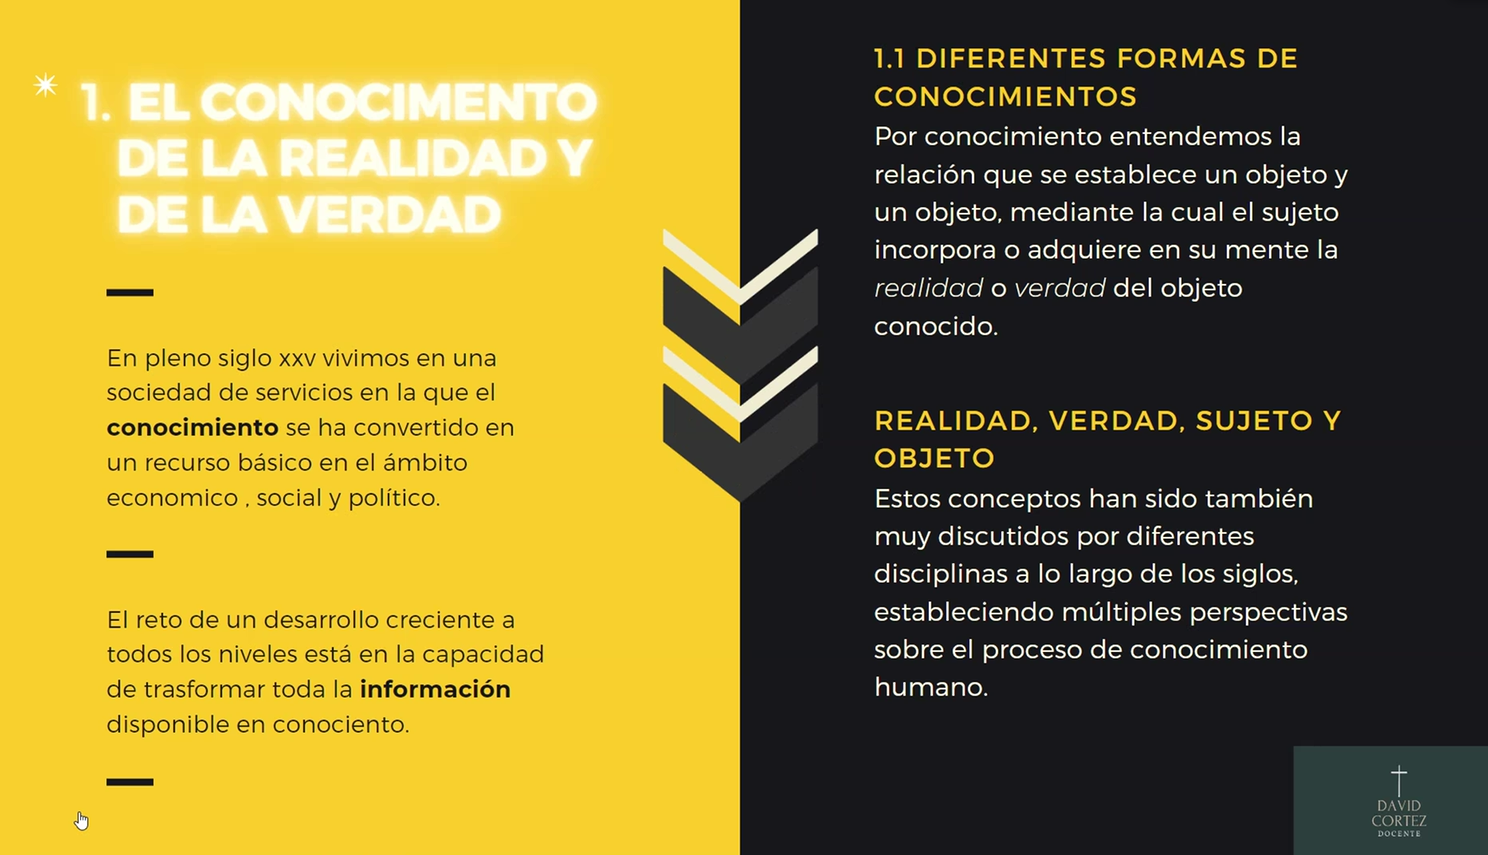 1. EL CONOCIMENTO
DE LA REALIDAD Y
DE LA VERDAD
En pleno siglo xxv vivimos en una
sociedad de servicios en la que el
conocimiento se ha convertido en
un recurso básico en el ámbito
economico , social y político.
El reto de un desarrollo creciente a
todos los niveles está en la capacidad
de trasformar toda la información
disponible en conociento.
1.1 DIFERENTES FORMAS DE
CONOCIMIENTOS
Por conocimiento entendemos la
relación que se establece un objeto y
un objeto, mediante la cual el sujeto
incorpora o adquiere en su mente la
realidad o verdad del objeto
conocido.
REALIDAD, VERDAD, SUJETO Y
OBJETO
Estos conceptos han sido también
muy discutidos por diferentes
disciplinas a lo largo de los siglos,
estableciendo múltiples perspectivas
sobre el proceso de conocimiento
humano.
DAVID
CORTEZ
DOCENTE